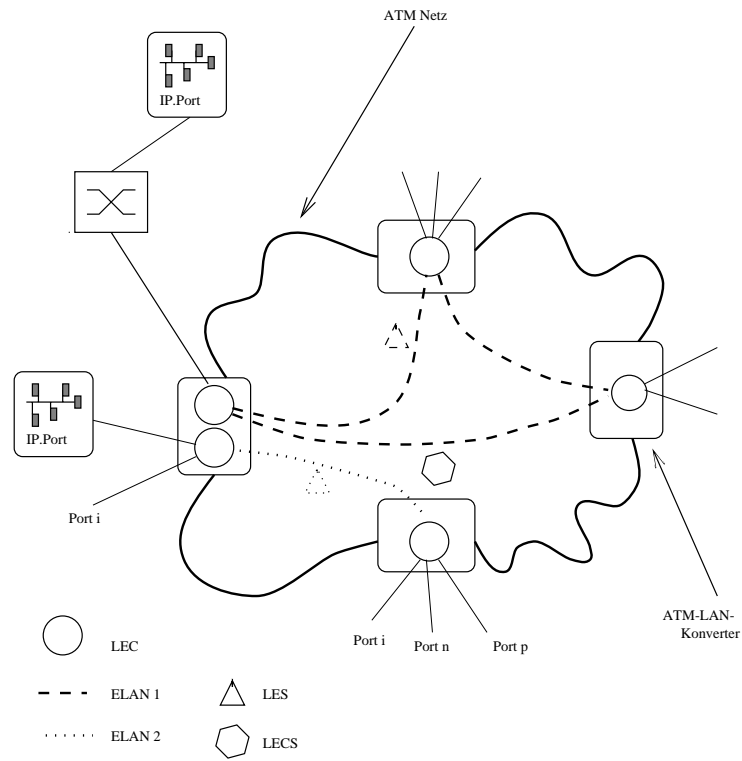 ATM Netz
IP.Port
IP.Port
Port i
Port i
Port n
Port p
ATM-LAN-
Konverter
LEC
ELAN 1
LES
ELAN 2
LECS